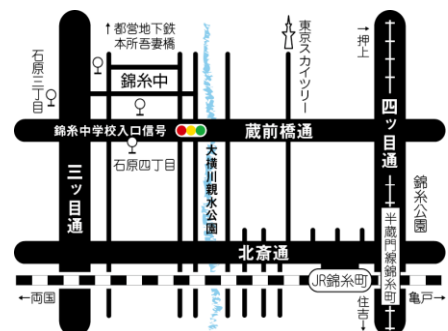 ↑都営地下鉄
本所吾妻橋
東京スカイツリー
→押上
石原三丁目
錦糸中
四ッ目通
錦糸中学校入口信号
蔵前橋通
石原四丁目
大横川親水公園
三ッ目通
錦糸公園
半蔵門線錦糸町
北斎通
JR錦糸町
←両国
住吉↓
亀戸→